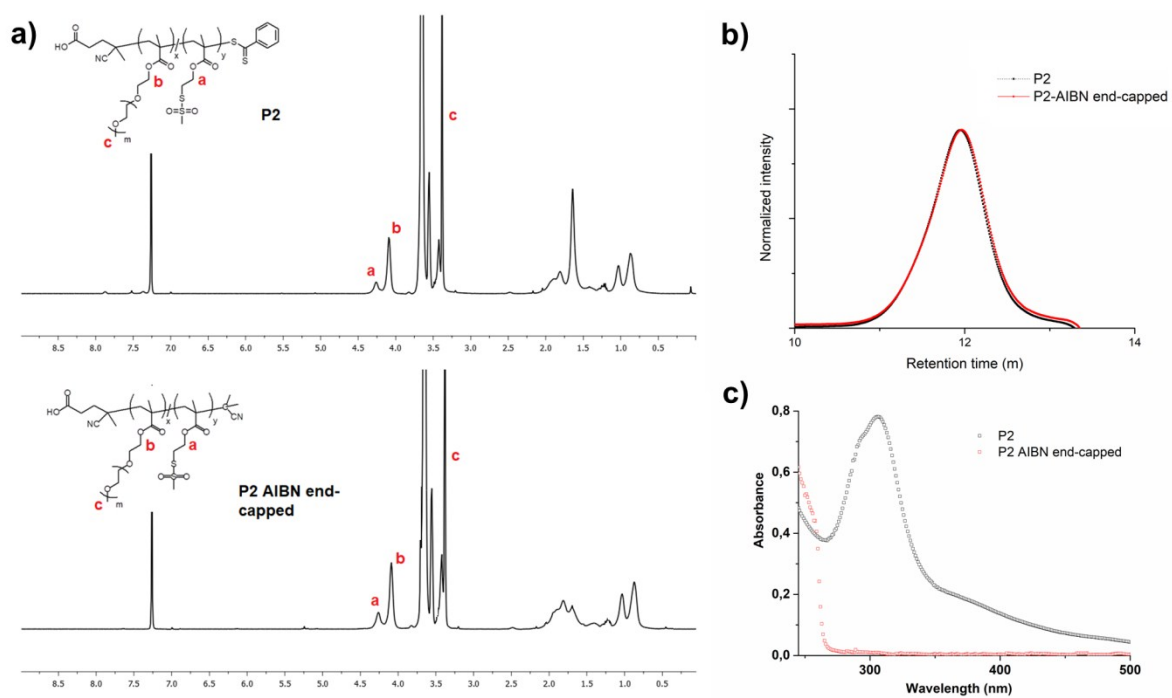 a)
HO
O
NC
x
y
S
S
b
O
O
a
O
O
S
O=S=O
O
O
m
c
P2
c
b
a
8.5 8.0 7.5 7.0 6.5 6.0 5.5 5.0 4.5 4.0 3.5 3.0 2.5 2.0 1.5 1.0 0.5
O
HO
NC
x
y
C
CN
b
O
O
a
O
O
S
O=S=O
O
O
m
c
P2 AIBN end-
capped
c
b
a
8.5 8.0 7.5 7.0 6.5 6.0 5.5 5.0 4.5 4.0 3.5 3.0 2.5 2.0 1.5 1.0 0.5
b)
P2
P2-AIBN end-capped
Normalized intensity
10 12 14
Retention time (m)
c)
0,8
0,6
0,4
0,2
0,0
P2
P2 AIBN end-capped
Absorbance
300 400 500
Wavelength (nm)